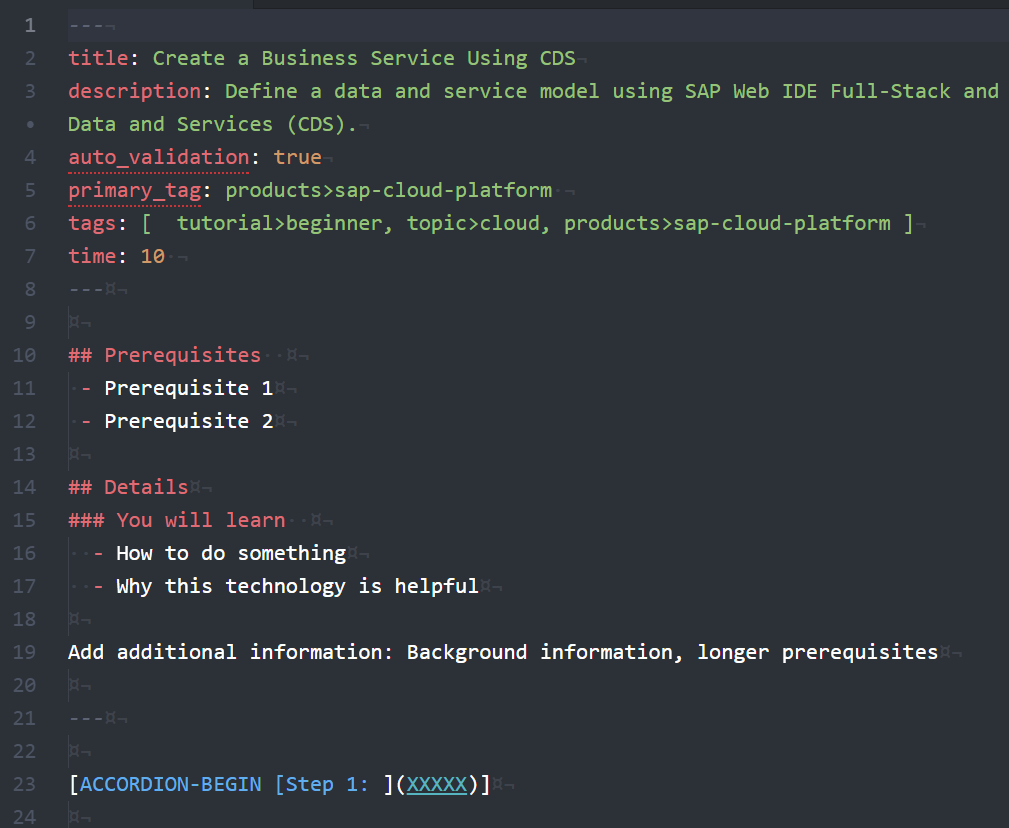 1 ---
2 title: Create a Business Service Using CDS
3 description: Define a data and service model using SAP Web IDE Full-Stack and
• Data and Services (CDS).
4 auto_validation: true
5 primary_tag: products>sap-cloud-platform
6 tags: [  tutorial>beginner, topic>cloud, products>sap-cloud-platform ]
7 time: 10
8 ---
9
10 ## Prerequisites
11  - Prerequisite 1
12  - Prerequisite 2
13
14 ## Details
15 ### You will learn
16   - How to do something
17   - Why this technology is helpful
18
19 Add additional information: Background information, longer prerequisites
20
21 ---
22
23 [ACCORDION-BEGIN [Step 1: ](XXXXX)]
24